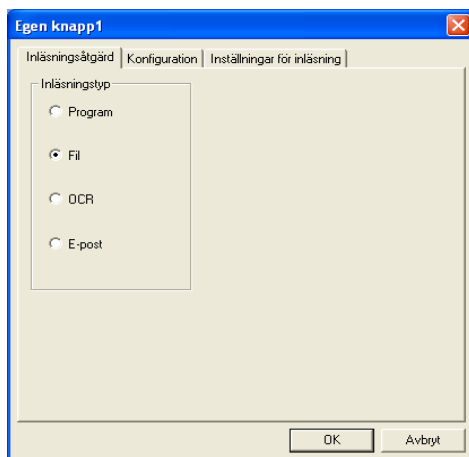 Egen knapp1
Inläsningsåtgärd Konfiguration Inställningar för inläsning
Inläsningstyp
Program
Fil
OCR
E-post
OK Avbryt